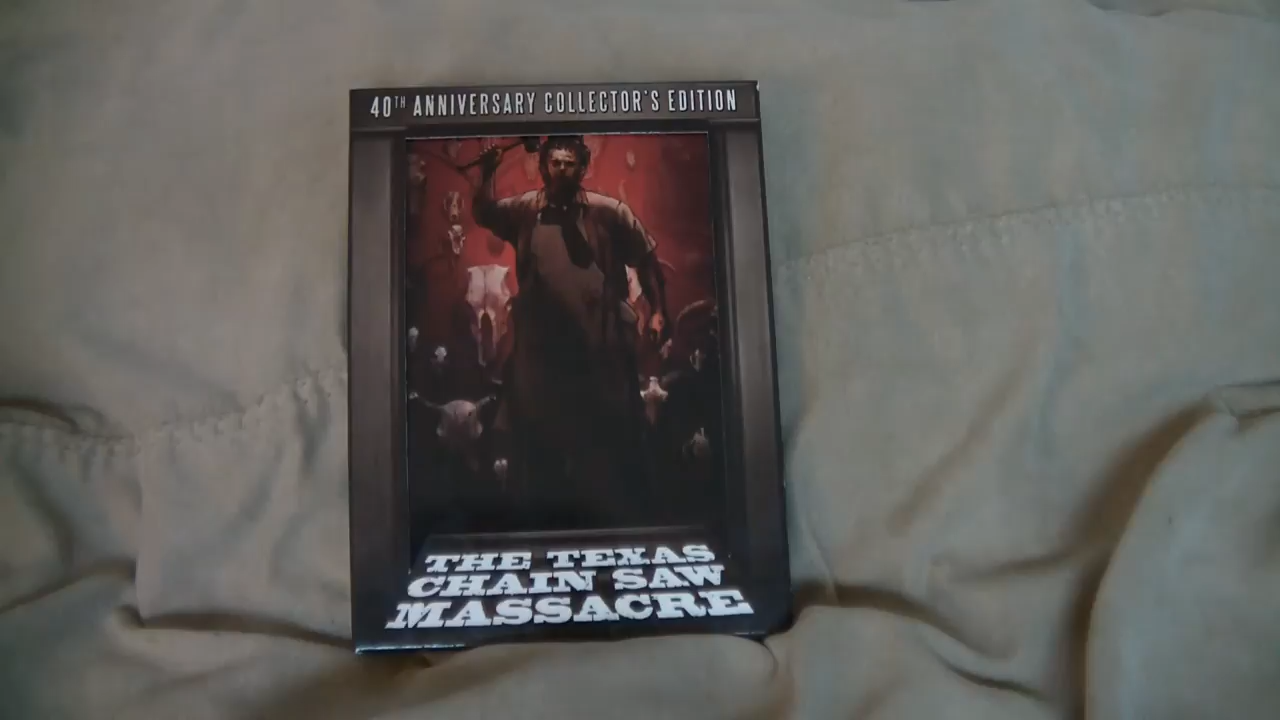 40TH ANNIVERSARY COLLECTOR'S EDITION
THE TEXAS
CHAIN SAW
MASSACRE